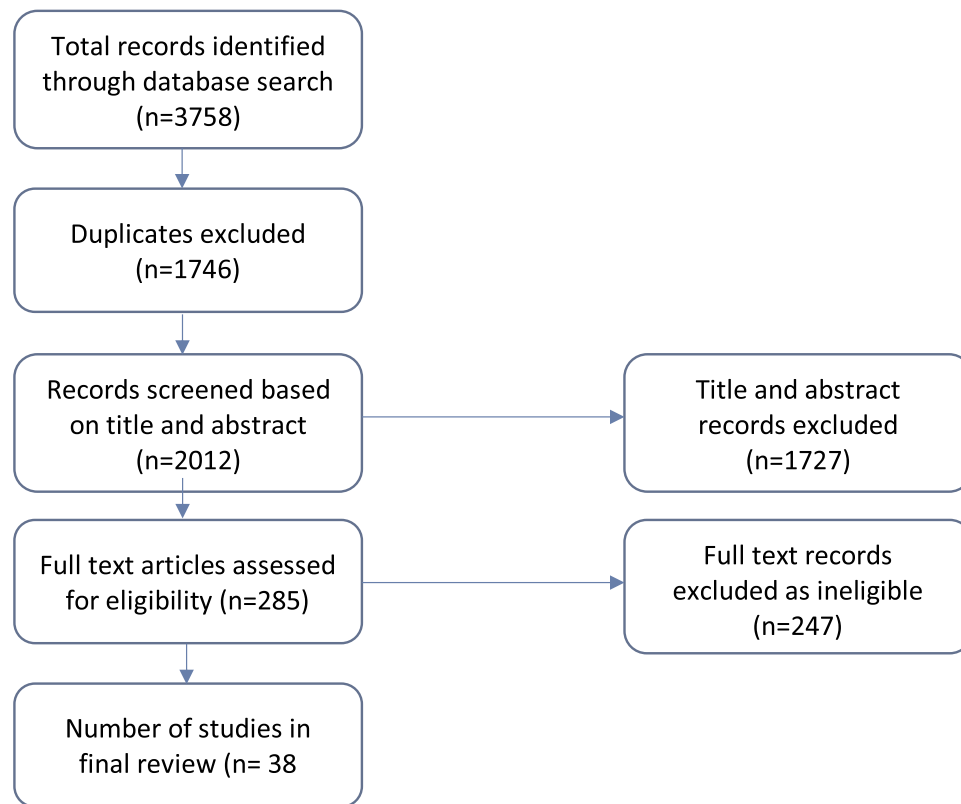 Total records identified
through database search
(n=3758)
Duplicates excluded
(n=1746)
Records screened based
on title and abstract
(n=2012)
Title and abstract
records excluded
(n=1727)
Full text articles assessed
for eligibility (n=285)
Full text records
excluded as ineligible
(n=247)
Number of studies in
final review (n= 38